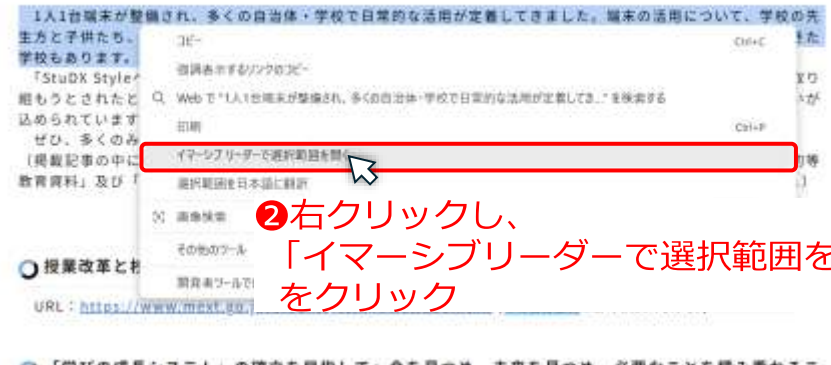 1人1台端末が整備され、多くの自治体・学校で日常的な活用が定着してきました。端末の活用について、学校の先
生方と子供たち、
えた
学校もあります。
「StuDX Style
取り
組もうとされたと
いが
込められています
ぜひ、多くのみ
(掲載記事の中に
初等
教育資料」及び「
コピー Ctrl+C
強調表示するリンクのコピー
Web で "1人1台端末が整備され、多くの自治体・学校で日常的な活用が定着してき..." を検索する
印刷 Ctrl+P
イマーシブ リーダーで選択範囲を開く
選択範囲を日本語に翻訳
画像検索
その他のツール
開発者ツールで
❷右クリックし、
「イマーシブリーダーで選択範囲を
をクリック
授業改革と校
URL：https://www.mext.go.